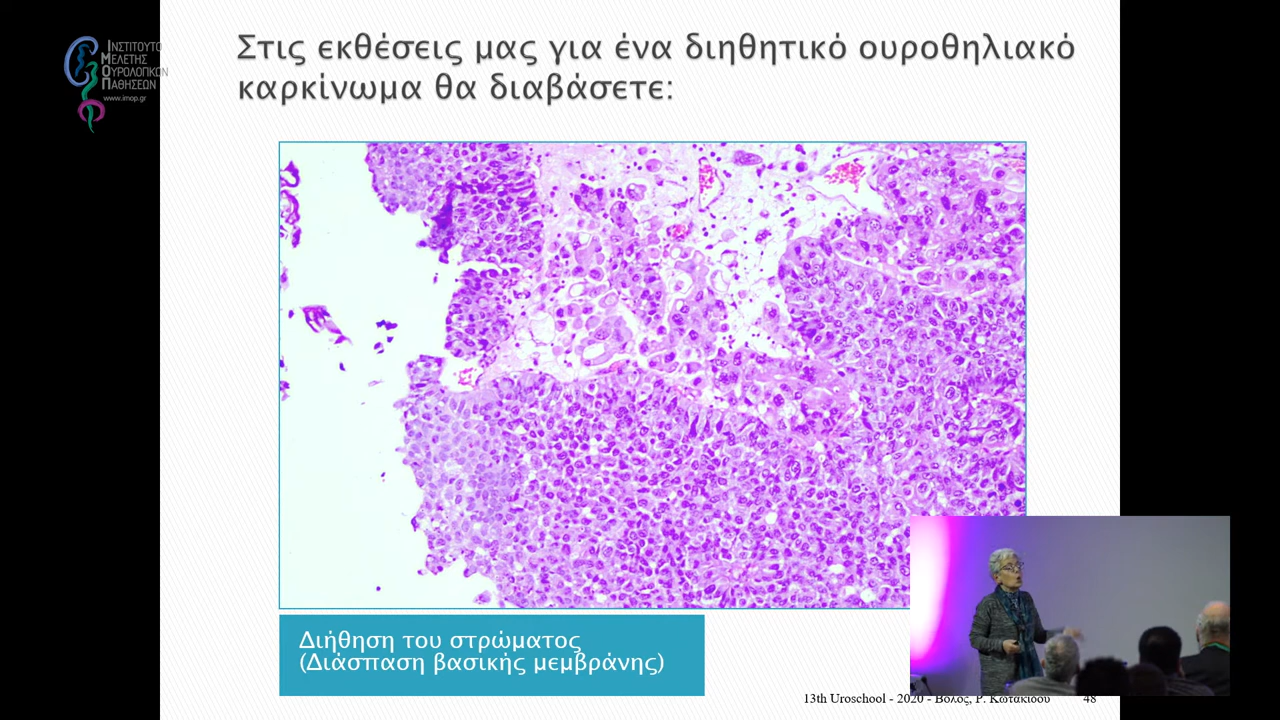 ΙΝΣΤΙΤΟΥΤΟ
ΜΕΛΕΤΗΣ
ΟΥΡΟΛΟΓΙΚΩΝ
ΠΑΘΗΣΕΩΝ
www.imop.gr
Στις εκθέσεις μας για ένα διηθητικό ουροθηλιακό
καρκίνωμα θα διαβάσετε:
Διήθηση του στρώματος
(Διάσπαση βασικής μεμβράνης)
13th Uroschool - 2020 - Βόλος, Ρ. Κωτακίδου
48